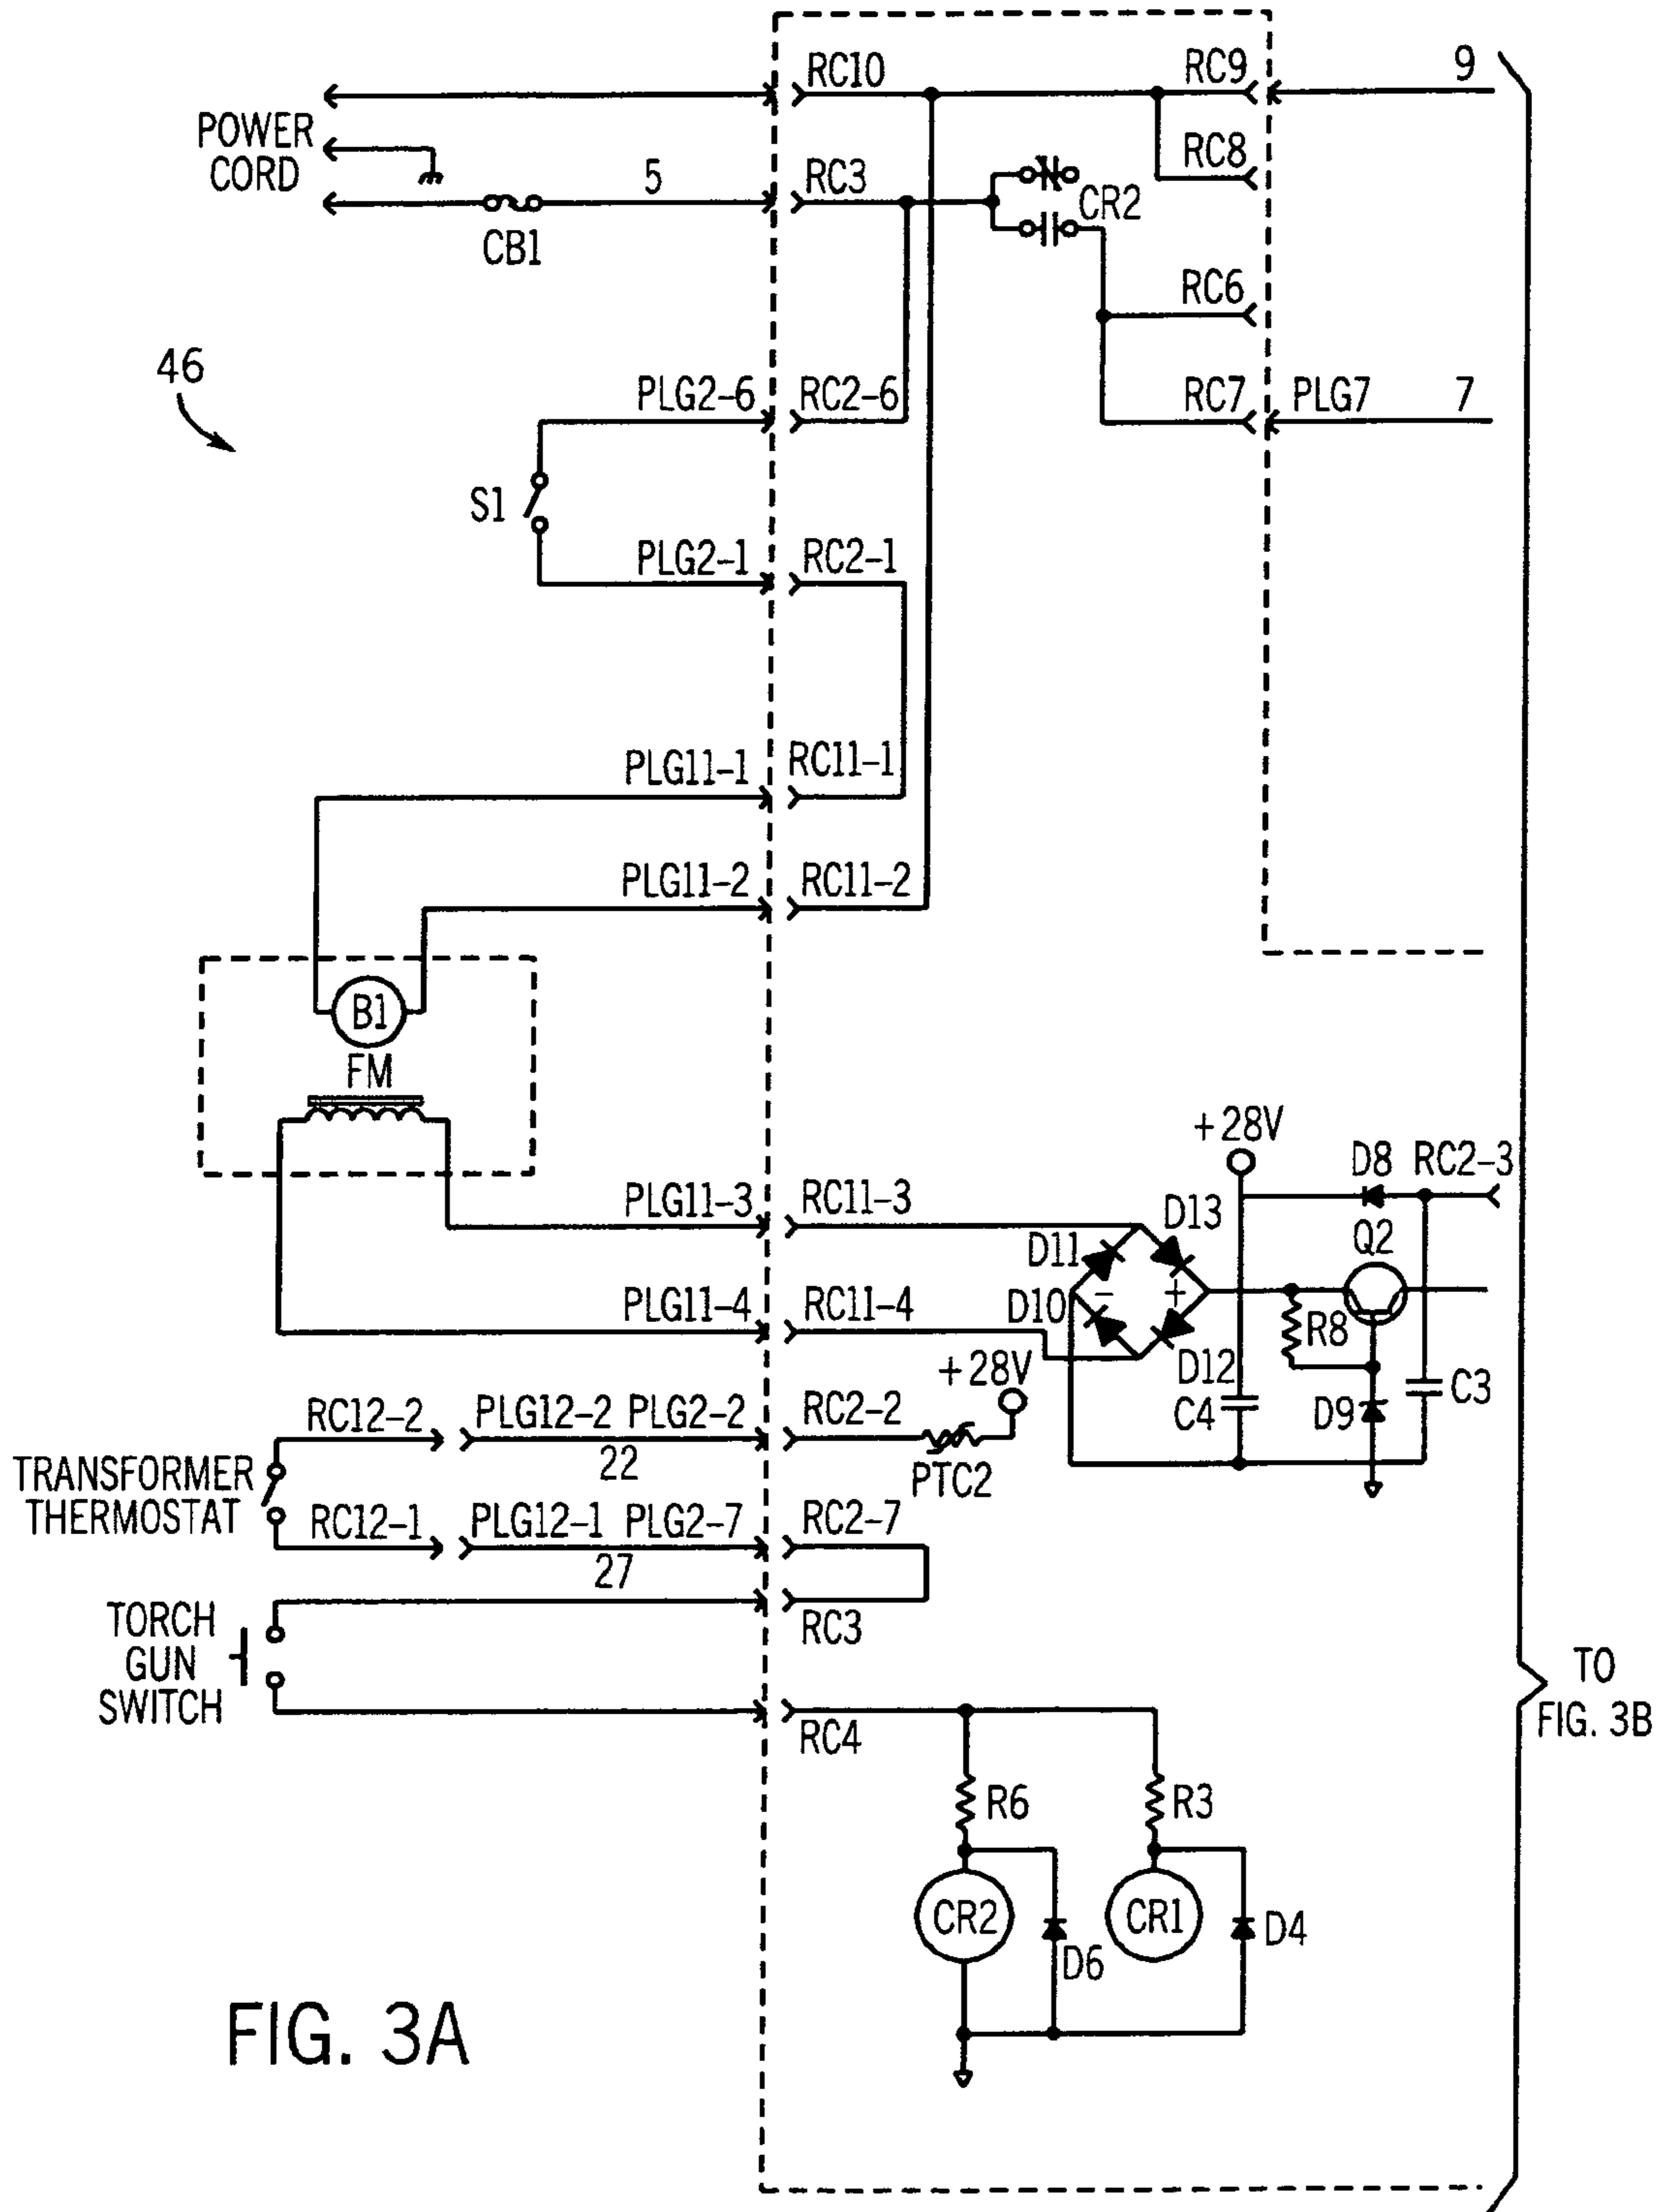 RC10
RC9
9
POWER
CORD
RC8
5
RC3
CR2
CB1
RC6
46
PLG2-6
RC2-6
RC7
PLG7
7
S1
PLG2-1
RC2-1
PLG11-1
RC11-1
PLG11-2
RC11-2
B1
FM
+28V
D8
RC2-3
PLG11-3
RC11-3
D13
D11
Q2
PLG11-4
RC11-4
D10
-
+
R8
D12
+28V
C4
D9
C3
RC12-2
PLG12-2
PLG2-2
RC2-2
22
PTC2
TRANSFORMER
THERMOSTAT
RC12-1
PLG12-1
PLG2-7
RC2-7
27
TORCH
GUN
SWITCH
RC3
TO
FIG. 3B
RC4
R6
R3
CR2
CR1
D6
D4
FIG. 3A